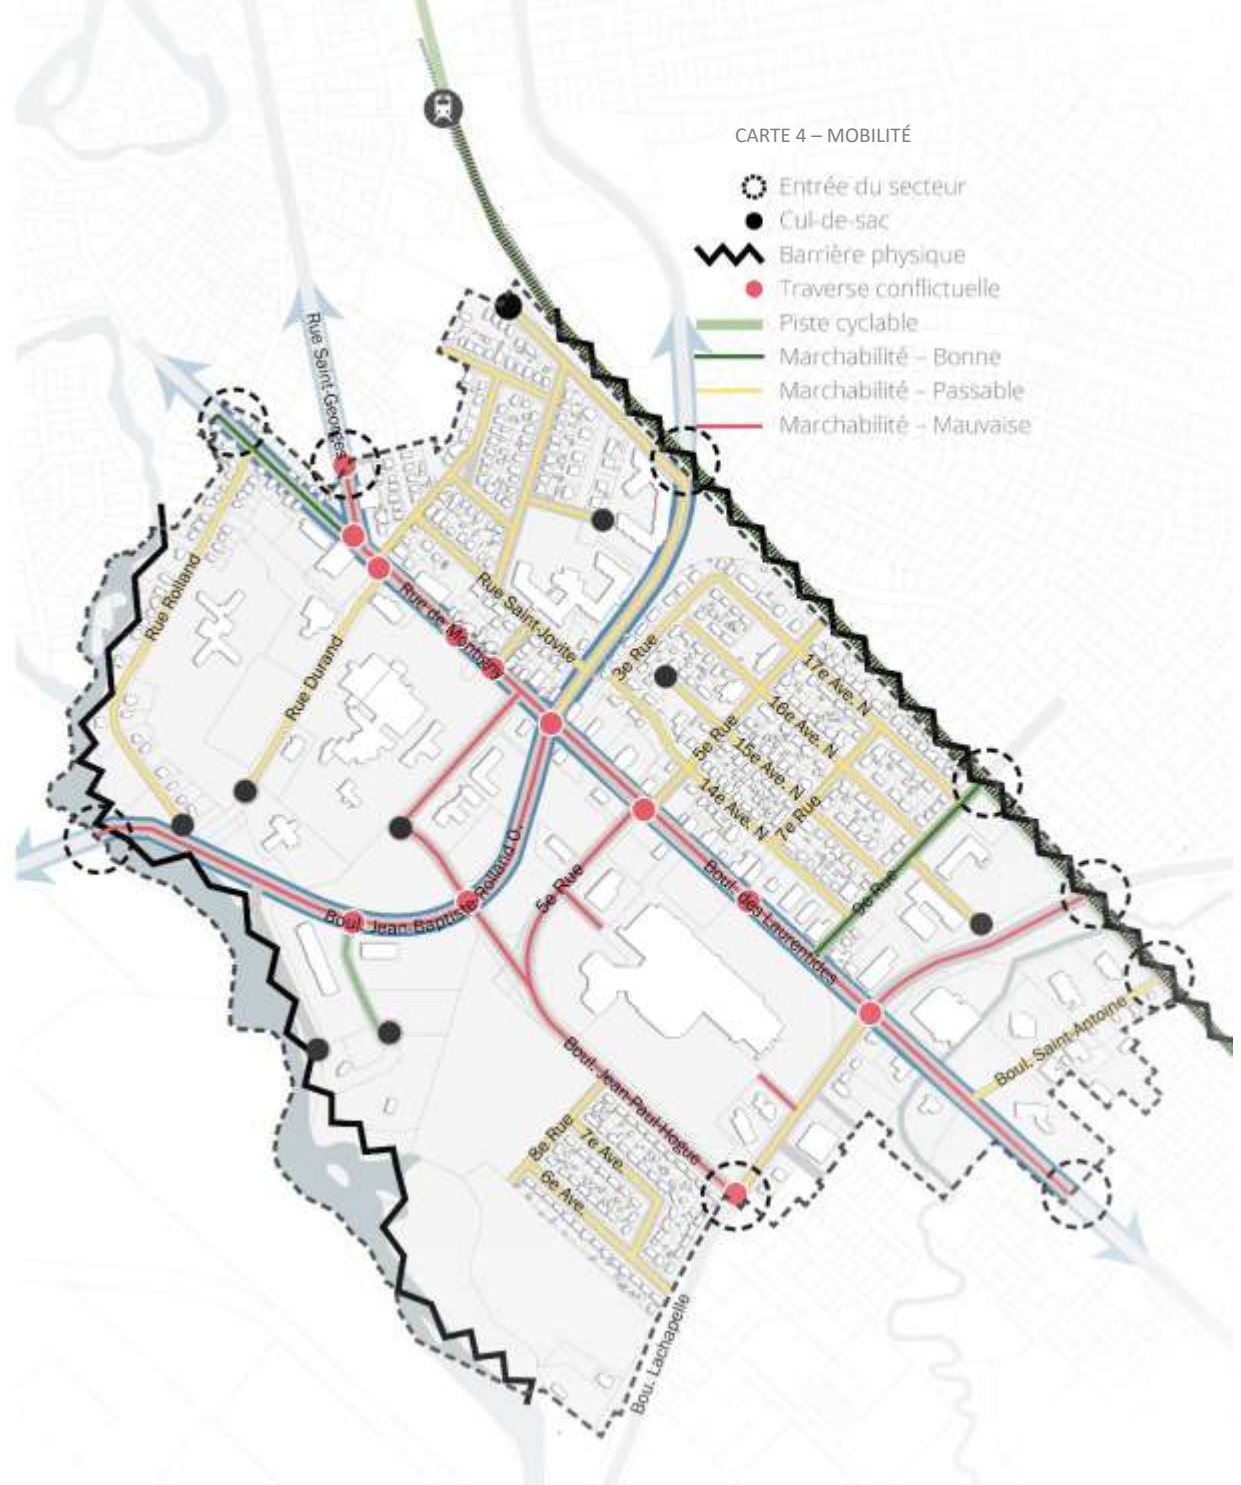 CARTE 4 – MOBILITÉ
Entrée du secteur
Cul-de-sac
Barrière physique
Traverse conflictuelle
Piste cyclable
Marchabilité – Bonne
Marchabilité – Passable
Marchabilité – Mauvaise
Rue Saint-Georges
Rue Rolland
Rue Durand
Rue de Montigny
Rue Saint-Jovite
3e Rue
17e Ave. N
16e Ave. N
5e Rue
15e Ave. N
14e Ave. N
7e Rue
9e Rue
Boul. des Laurentides
Boul. Jean-Baptiste-Rolland O.
5e Rue
Boul. Saint-Antoine
Boul. Jean-Paul-Hogue
8e Rue
7e Ave.
6e Ave.
Bou. Lachapelle